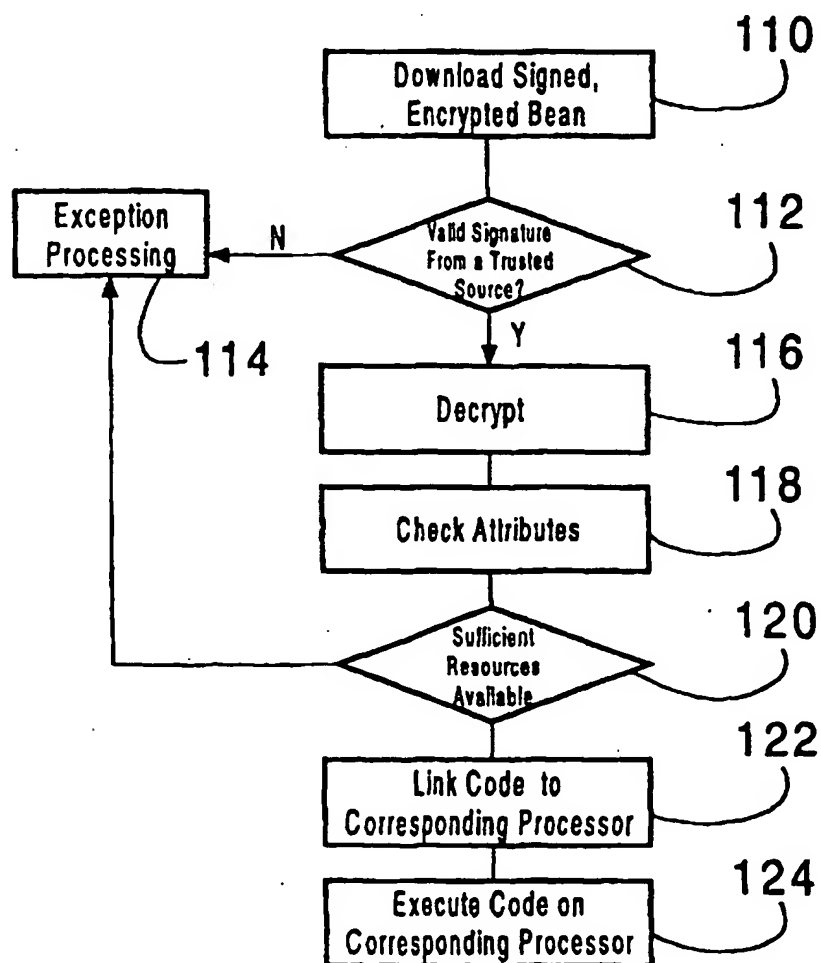 110
Download Signed,
Encrypted Bean
112
Valid Signature
From a Trusted
Source?
N
Exception
Processing
114
Y
116
Decrypt
118
Check Attributes
120
Sufficient
Resources
Available
122
Link Code to
Corresponding Processor
124
Execute Code on
Corresponding Processor